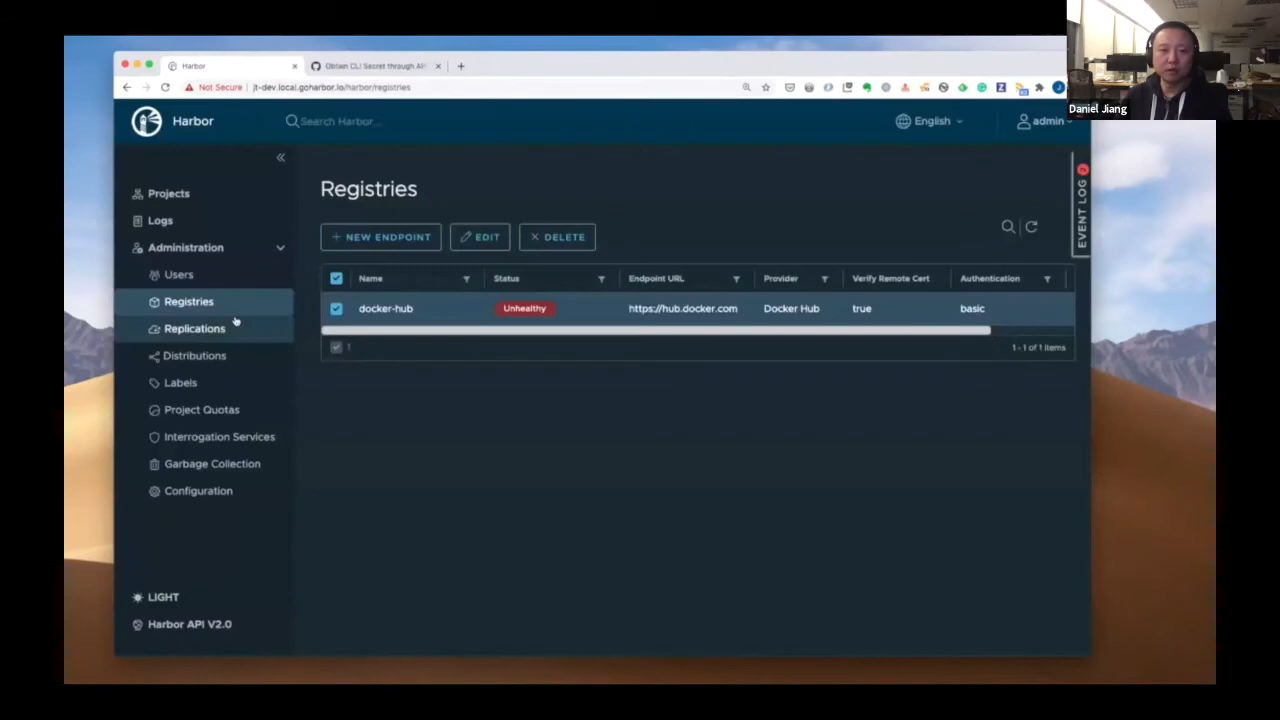 Harbor
Obtain CLI Secret through API
Not Secure
jt-dev.local.goharbor.io/harbor/registries
Daniel Jiang
Harbor
Search Harbor...
English
admin
Projects
Logs
Administration
Users
Registries
Replications
Distributions
Labels
Project Quotas
Interrogation Services
Garbage Collection
Configuration
LIGHT
Harbor API V2.0
Registries
+ NEW ENDPOINT
EDIT
DELETE
EVENT LOG
Name Status Endpoint URL Provider Verify Remote Cert Authentication
docker-hub Unhealthy https://hub.docker.com Docker Hub true basic
1
1 - 1 of 1 items